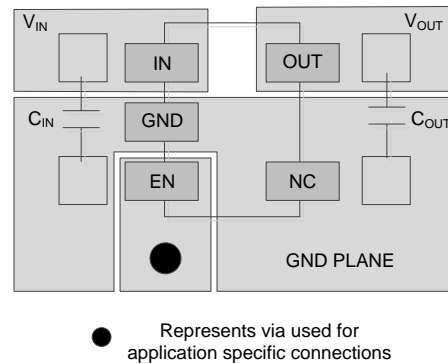 VIN
VOUT
IN
OUT
CIN
GND
COUT
EN
NC
GND PLANE
Represents via used for
application specific connections